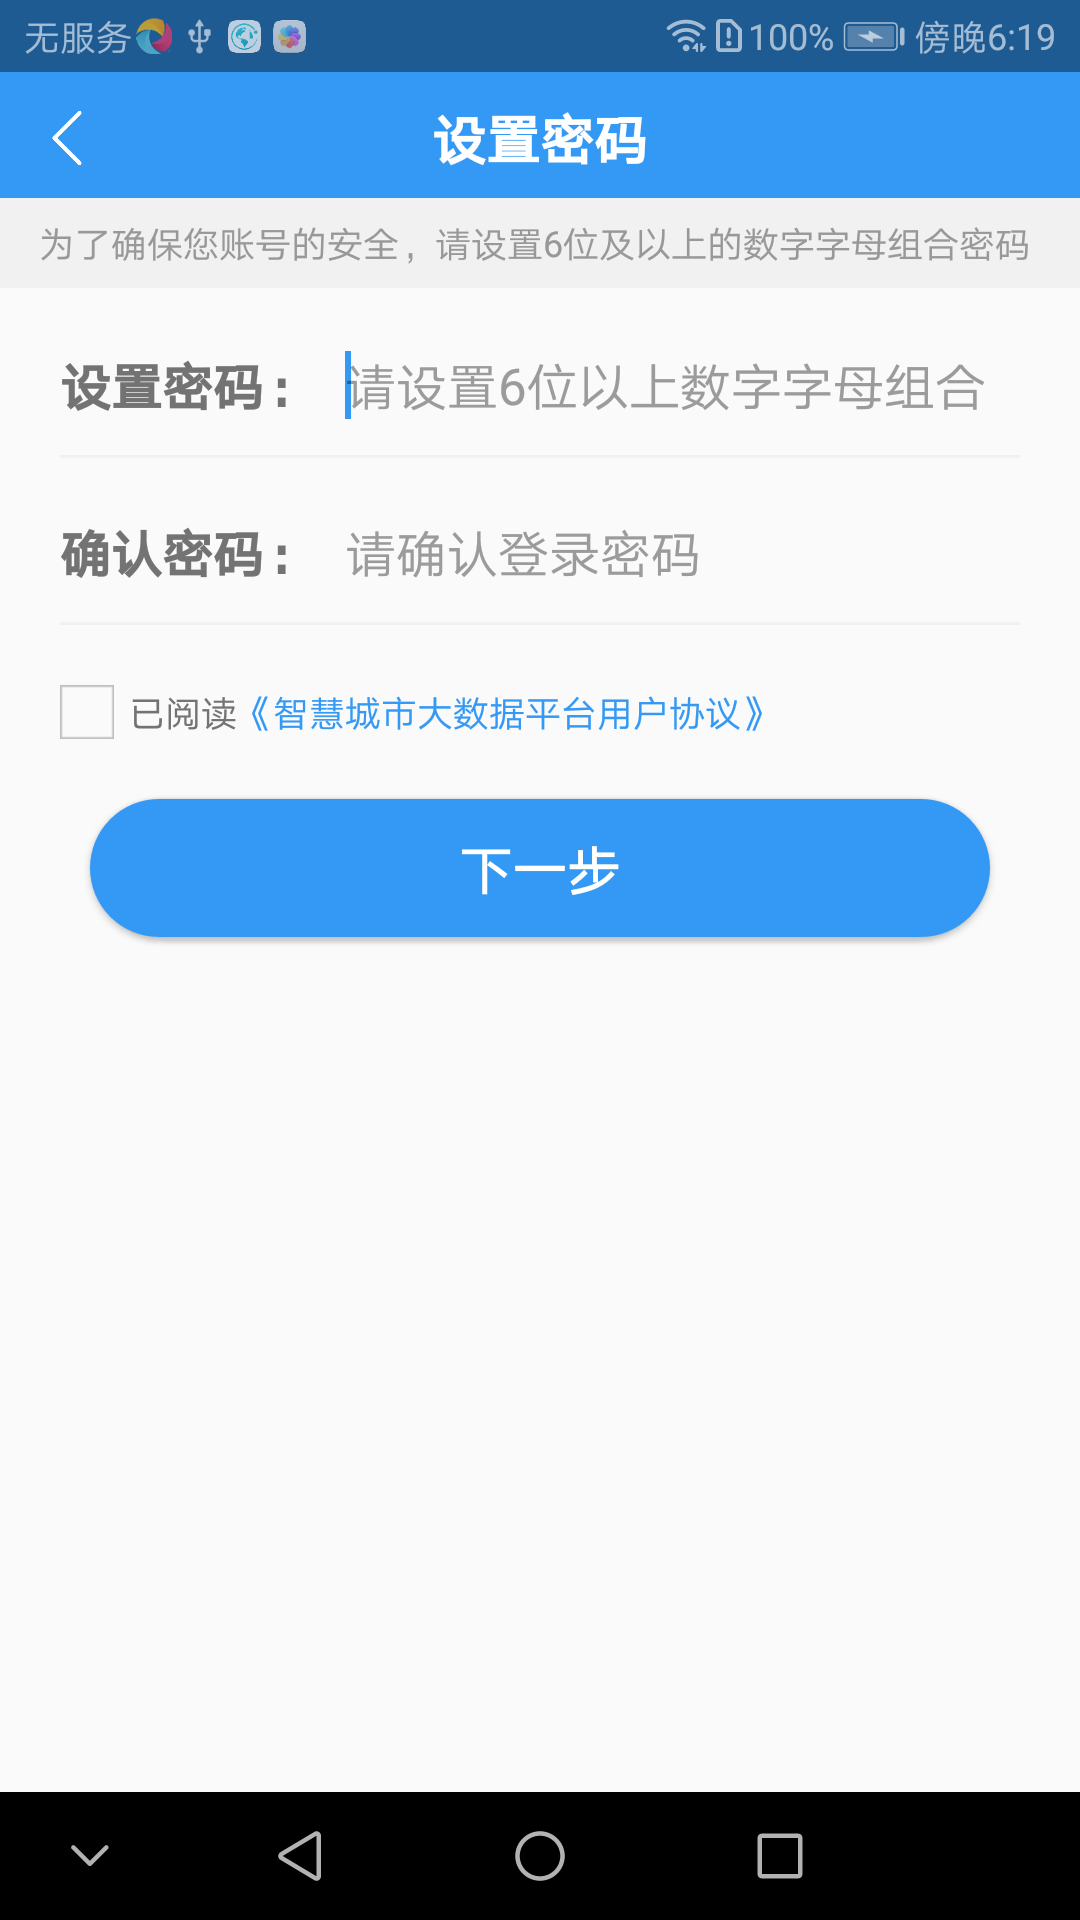 无服务 100% 傍晚6:19
设置密码
为了确保您账号的安全，请设置6位及以上的数字字母组合密码
设置密码： 请设置6位以上数字字母组合
确认密码： 请确认登录密码
已阅读《智慧城市大数据平台用户协议》
下一步